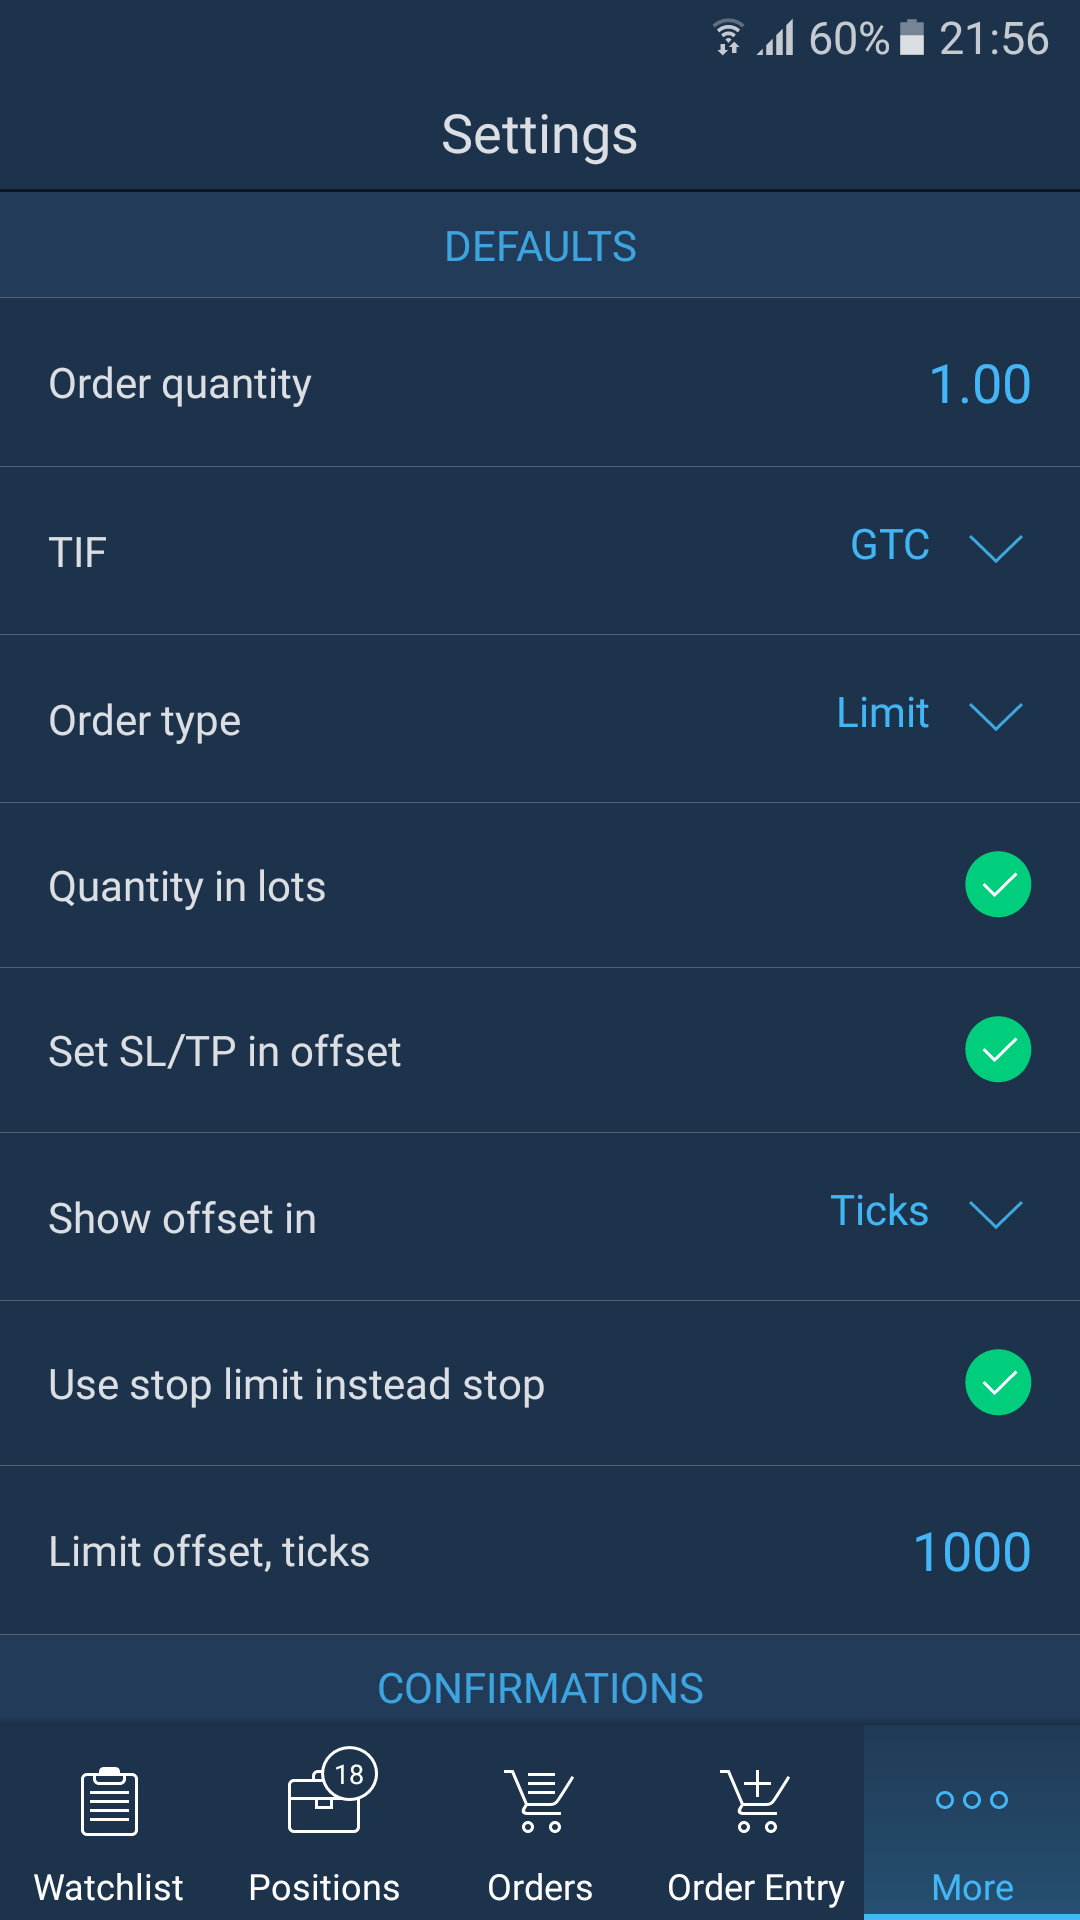 60% 21:56
Settings
DEFAULTS
Order quantity 1.00
TIF GTC
Order type Limit
Quantity in lots
Set SL/TP in offset
Show offset in Ticks
Use stop limit instead stop
Limit offset, ticks 1000
CONFIRMATIONS
18
Watchlist Positions Orders Order Entry More